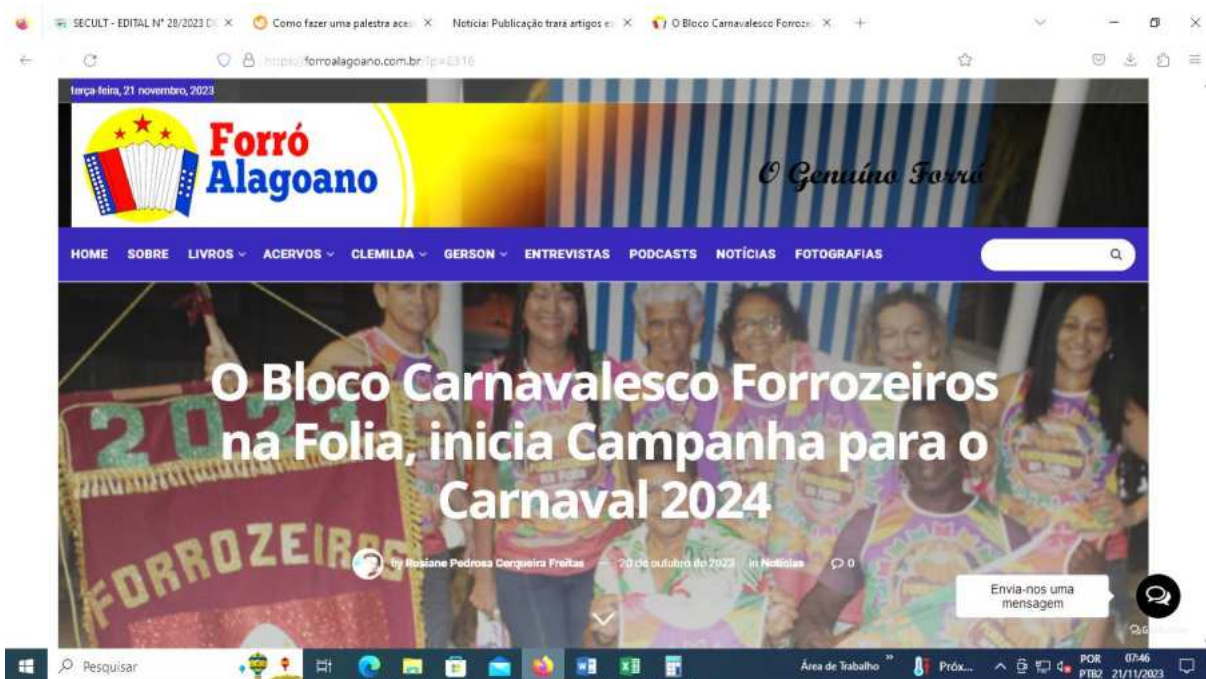 SECULT - EDITAL N° 28/2023 D
Como fazer uma palestra aces
Notícia: Publicação trará artigos e
O Bloco Carnavalesco Forroze
https://forroalagoano.com.br/?p=2316
terça-feira, 21 novembro, 2023
Forró
Alagoano
O Genuíno Forró
HOME SOBRE LIVROS ACERVOS CLEMILDA GERSON ENTREVISTAS PODCASTS NOTÍCIAS FOTOGRAFIAS
2023
FORROZEIROS
O Bloco Carnavalesco Forrozeiros
na Folia, inicia Campanha para o
Carnaval 2024
by Rosiane Pedrosa Cerqueira Freitas — 20 de outubro de 2023 in Notícias 0
Envia-nos uma
mensagem
Pesquisar
Área de Trabalho
Próx...
POR
PTB2
07:46
21/11/2023